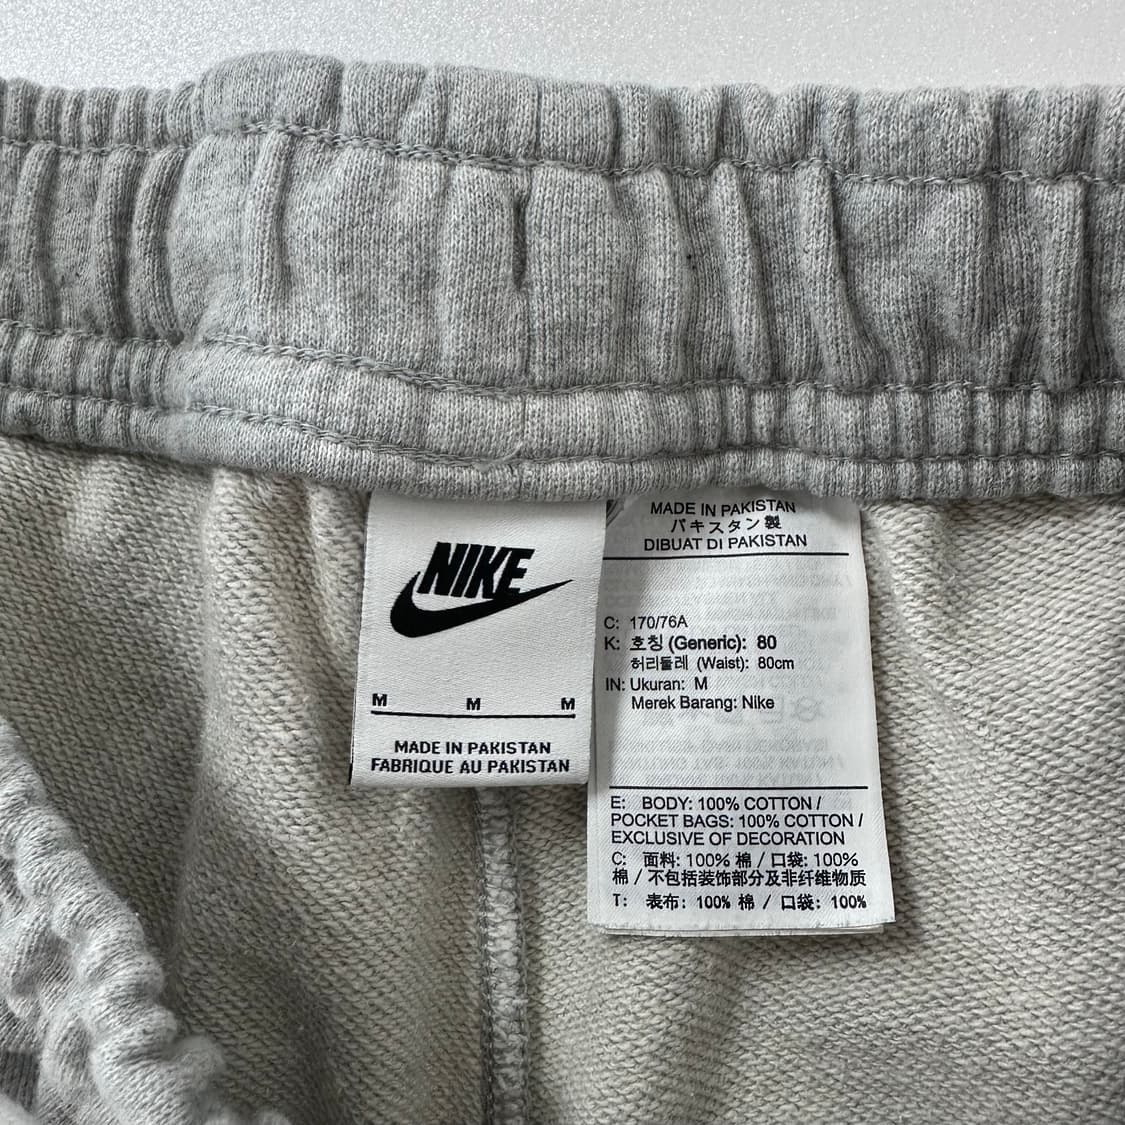 NIKE
M M M
MADE IN PAKISTAN
FABRIQUE AU PAKISTAN
MADE IN PAKISTAN
パキスタン製
DIBUAT DI PAKISTAN
C: 170/76A
K: 호칭 (Generic): 80
허리둘레 (Waist): 80cm
IN: Ukuran: M
Merek Barang: Nike
E: BODY: 100% COTTON /
POCKET BAGS: 100% COTTON /
EXCLUSIVE OF DECORATION
C: 面料: 100% 棉 / 口袋: 100%
棉 / 不包括装饰部分及非纤维物质
T: 表布: 100% 棉 / 口袋: 100%